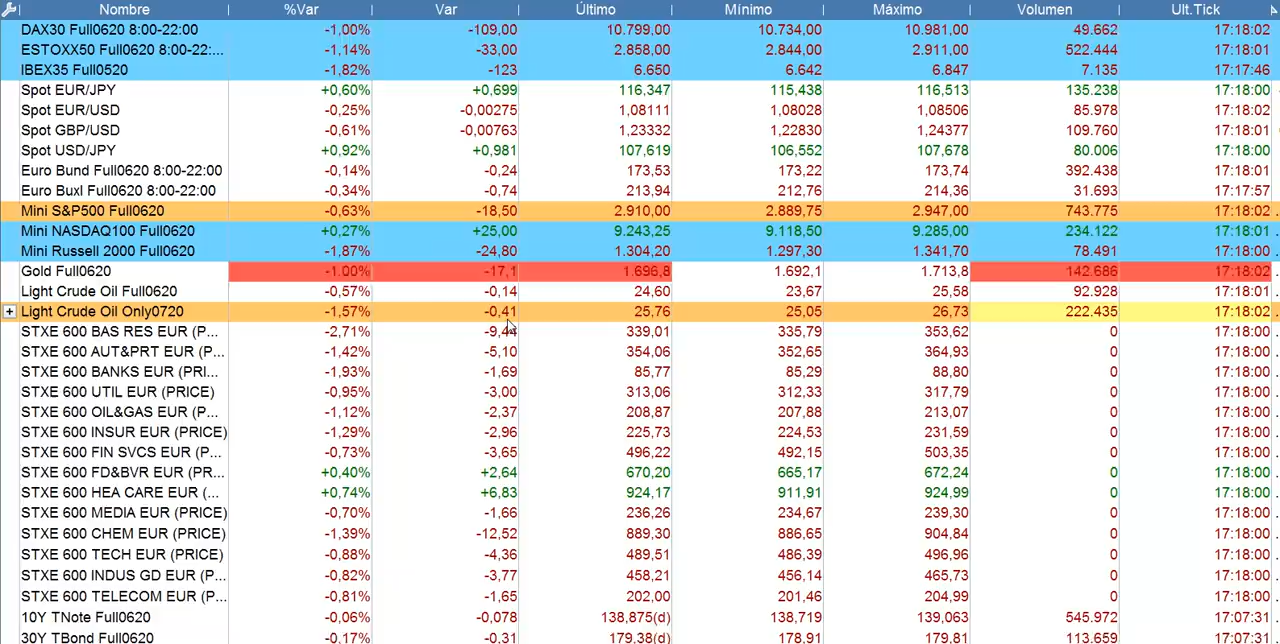 Nombre %Var Var Último Mínimo Máximo Volumen Ult.Tick
DAX30 Full0620 8:00-22:00 -1,00% -109,00 10.799,00 10.734,00 10.981,00 49.662 17:18:02
ESTOXX50 Full0620 8:00-22:... -1,14% -33,00 2.858,00 2.844,00 2.911,00 522.444 17:18:01
IBEX35 Full0520 -1,82% -123 6.650 6.642 6.847 7.135 17:17:46
Spot EUR/JPY +0,60% +0,699 116,347 115,438 116,513 135.238 17:18:00
Spot EUR/USD -0,25% -0,00275 1,08111 1,08028 1,08506 85.978 17:18:02
Spot GBP/USD -0,61% -0,00763 1,23332 1,22830 1,24377 109.760 17:18:01
Spot USD/JPY +0,92% +0,981 107,619 106,552 107,678 80.006 17:18:00
Euro Bund Full0620 8:00-22:00 -0,14% -0,24 173,53 173,22 173,74 392.438 17:18:01
Euro Buxl Full0620 8:00-22:00 -0,34% -0,74 213,94 212,76 214,36 31.693 17:17:57
Mini S&P500 Full0620 -0,63% -18,50 2.910,00 2.889,75 2.947,00 743.775 17:18:02
Mini NASDAQ100 Full0620 +0,27% +25,00 9.243,25 9.118,50 9.285,00 234.122 17:18:01
Mini Russell 2000 Full0620 -1,87% -24,80 1.304,20 1.297,30 1.341,70 78.491 17:18:00
Gold Full0620 -1.00% -17,1 1.696,8 1.692,1 1.713,8 142.686 17:18:02
Light Crude Oil Full0620 -0,57% -0,14 24,60 23,67 25,58 92.928 17:18:01
Light Crude Oil Only0720 -1,57% -0,41 25,76 25,05 26,73 222.435 17:18:02
STXE 600 BAS RES EUR (P... -2,71% -9,44 339,01 335,79 353,62 0 17:18:00
STXE 600 AUT&PRT EUR (P... -1,42% -5,10 354,06 352,65 364,93 0 17:18:00
STXE 600 BANKS EUR (PRI... -1,93% -1,69 85,77 85,29 88,80 0 17:18:00
STXE 600 UTIL EUR (PRICE) -0,95% -3,00 313,06 312,33 317,79 0 17:18:00
STXE 600 OIL&GAS EUR (P... -1,12% -2,37 208,87 207,88 213,07 0 17:18:00
STXE 600 INSUR EUR (PRICE) -1,29% -2,96 225,73 224,53 231,59 0 17:18:00
STXE 600 FIN SVCS EUR (P... -0,73% -3,65 496,22 492,15 503,35 0 17:18:00
STXE 600 FD&BVR EUR (PR... +0,40% +2,64 670,20 665,17 672,24 0 17:18:00
STXE 600 HEA CARE EUR (... +0,74% +6,83 924,17 911,91 924,99 0 17:18:00
STXE 600 MEDIA EUR (PRICE) -0,70% -1,66 236,26 234,67 239,30 0 17:18:00
STXE 600 CHEM EUR (PRICE) -1,39% -12,52 889,30 886,65 904,84 0 17:18:00
STXE 600 TECH EUR (PRICE) -0,88% -4,36 489,51 486,39 496,96 0 17:18:00
STXE 600 INDUS GD EUR (P... -0,82% -3,77 458,21 456,14 465,73 0 17:18:00
STXE 600 TELECOM EUR (P... -0,81% -1,65 202,00 201,46 204,99 0 17:18:00
10Y TNote Full0620 -0,06% -0,078 138,875(d) 138,719 139,063 545.972 17:07:31
30Y TBond Full0620 -0,17% -0,31 179,38(d) 178,91 179,81 113.659 17:07:31